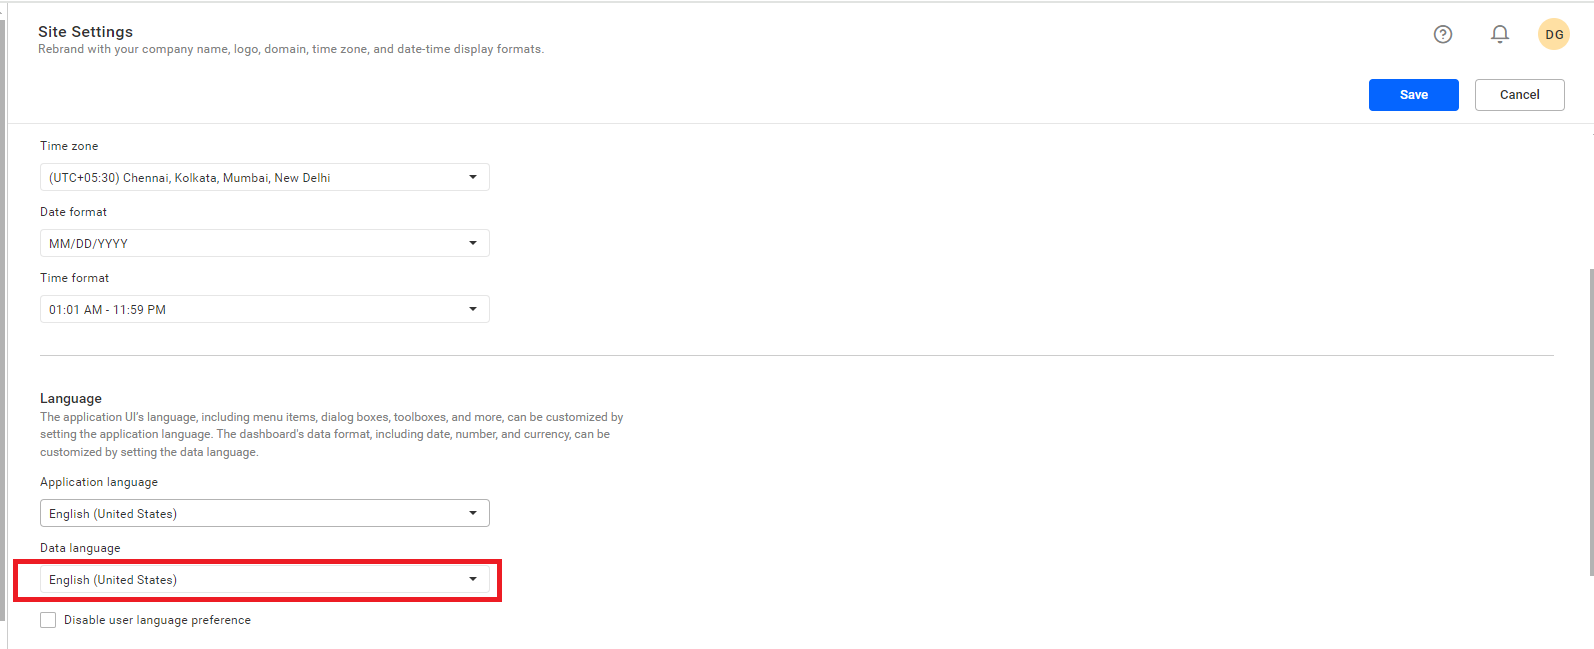 Site Settings
Rebrand with your company name, logo, domain, time zone, and date-time display formats.
DG
Save
Cancel
Time zone
(UTC+05:30) Chennai, Kolkata, Mumbai, New Delhi
Date format
MM/DD/YYYY
Time format
01:01 AM - 11:59 PM
Language
The application UI's language, including menu items, dialog boxes, toolboxes, and more, can be customized by
setting the application language. The dashboard's data format, including date, number, and currency, can be
customized by setting the data language.
Application language
English (United States)
Data language
English (United States)
Disable user language preference